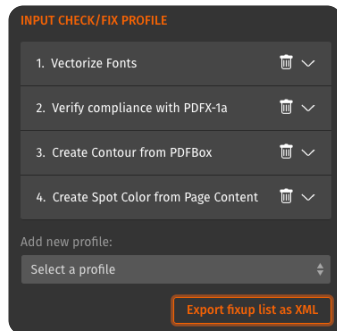 INPUT CHECK/FIX PROFILE
1. Vectorize Fonts
2. Verify compliance with PDFX-1a
3. Create Contour from PDFBox
4. Create Spot Color from Page Content
Add new profile:
Select a profile
Export fixup list as XML